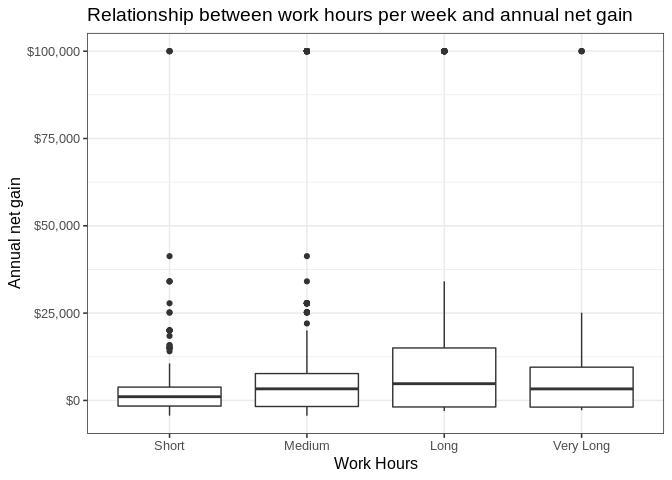 Relationship between work hours per week and annual net gain
$100,000
$75,000
$50,000
$25,000
$0
Annual net gain
Short Medium Long Very Long
Work Hours